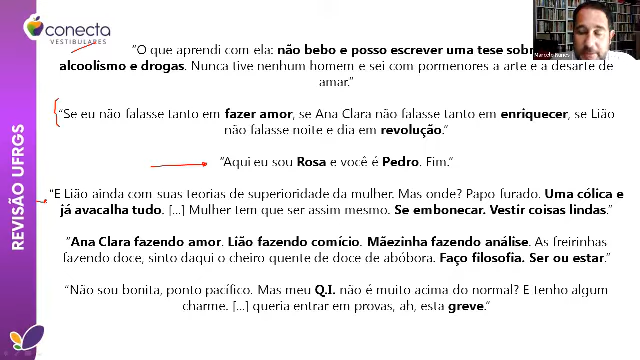 conecta
VESTIBULARES
REVISÃO UFRGS
Marcelo Nunes
"O que aprendi com ela: não bebo e posso escrever uma tese sob
alcoolismo e drogas. Nunca tive nenhum homem e sei com pormenores a arte e a desarte de
amar."
"Se eu não falasse tanto em fazer amor, se Ana Clara não falasse tanto em enriquecer, se Lião
não falasse noite e dia em revolução."
"Aqui eu sou Rosa e você é Pedro. Fim."
"E Lião ainda com suas teorias de superioridade da mulher. Mas onde? Papo furado. Uma cólica e
já avacalha tudo. [...] Mulher tem que ser assim mesmo. Se embonecar. Vestir coisas lindas."
"Ana Clara fazendo amor. Lião fazendo comício. Mãezinha fazendo análise. As freirinhas
fazendo doce, sinto daqui o cheiro quente de doce de abóbora. Faço filosofia. Ser ou estar."
"Não sou bonita, ponto pacífico. Mas meu Q.I. não é muito acima do normal? E tenho algum
charme. [...] queria entrar em provas, ah, esta greve."